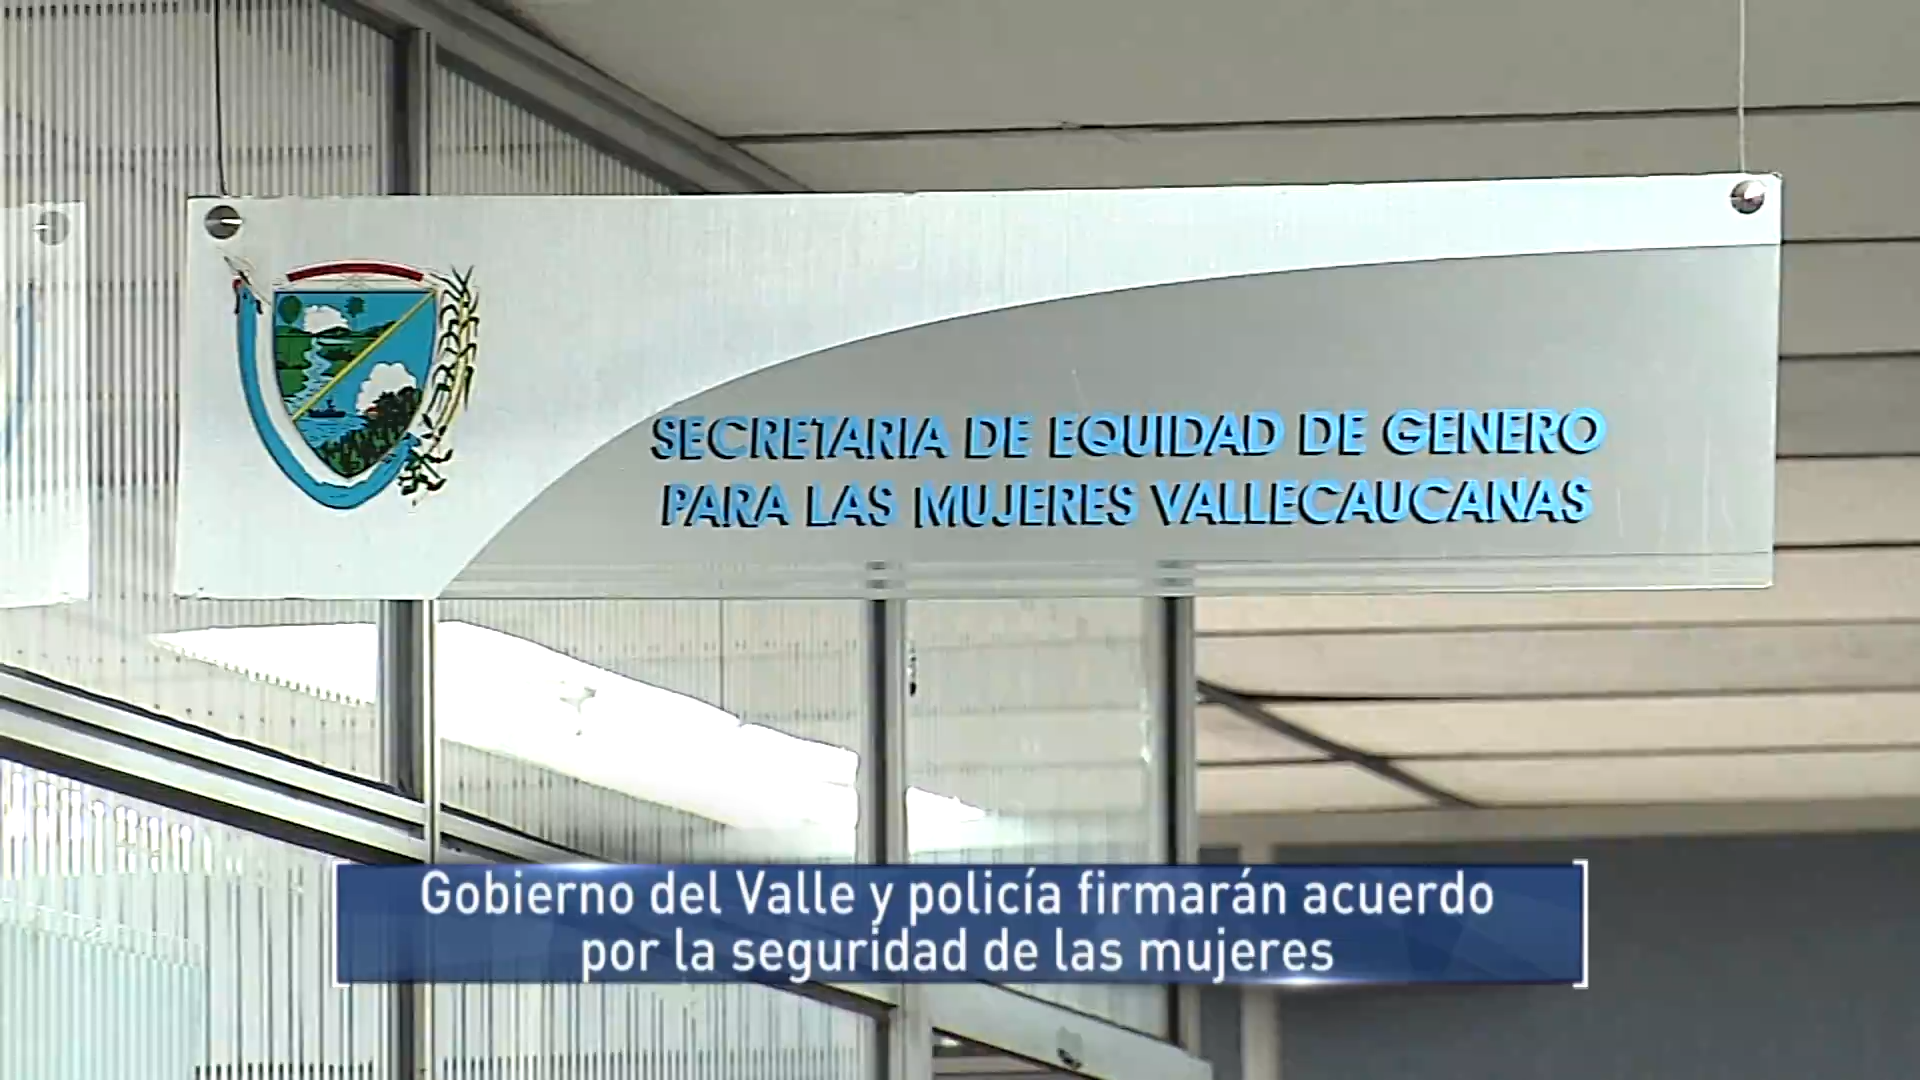 SECRETARIA DE EQUIDAD DE GENERO
PARA LAS MUJERES VALLECAUCANAS
Gobierno del Valle y policía firmarán acuerdo
por la seguridad de las mujeres